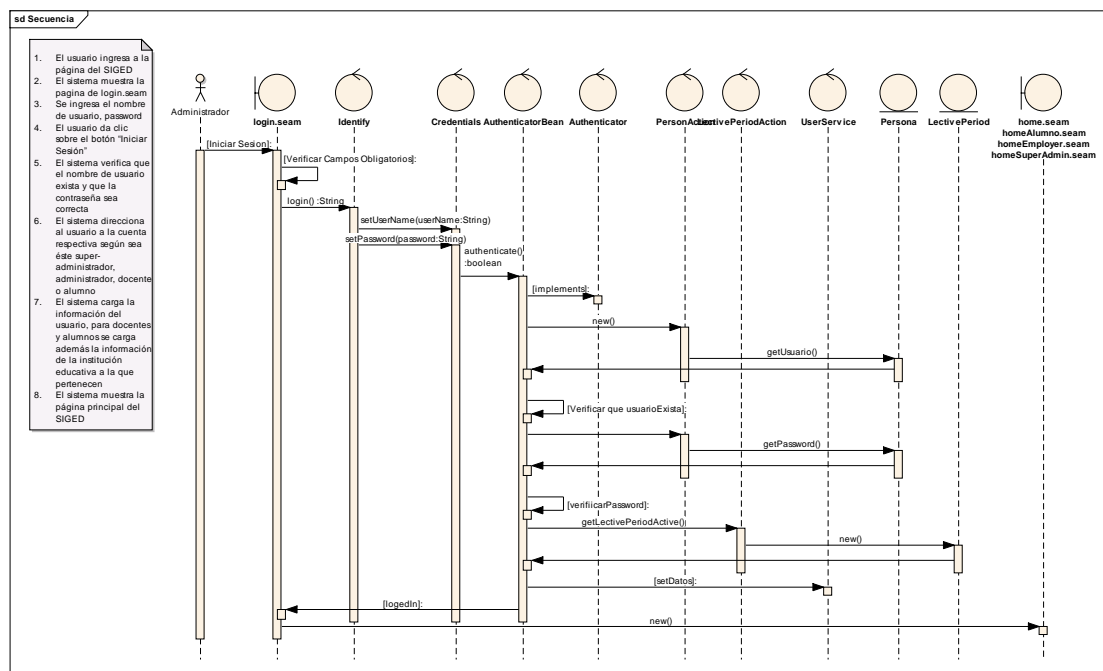 sd Secuencia
1. El usuario ingresa a la
página del SIGED
2. El sistema muestra la
pagina de login.seam
3. Se ingresa el nombre
de usuario, password
4. El usuario da clic
sobre el botón "Iniciar
Sesión"
5. El sistema verifica que
el nombre de usuario
exista y que la
contraseña sea
correcta
6. El sistema direcciona
al usuario a la cuenta
respectiva según sea
éste super-
administrador,
administrador, docente
o alumno
7. El sistema carga la
información del
usuario, para docentes
y alumnos se carga
además la información
de la institución
educativa a la que
pertenecen
8. El sistema muestra la
página principal del
SIGED
Administrador
login.seam
Identify
Credentials
AuthenticatorBean
Authenticator
PersonAction
LectivePeriodAction
UserService
Persona
LectivePeriod
home.seam
homeAlumno.seam
homeEmployer.seam
homeSuperAdmin.seam
[Iniciar Sesion]:
[Verificar Campos Obligatorios]:
login() :String
setUserName(userName:String)
setPassword(password:String)
authenticate()
:boolean
[implements]:
new()
getUsuario()
[Verificar que usuarioExista]:
getPassword()
[verifiicarPassword]:
getLectivePeriodActive()
new()
[setDatos]:
[logedIn]:
new()